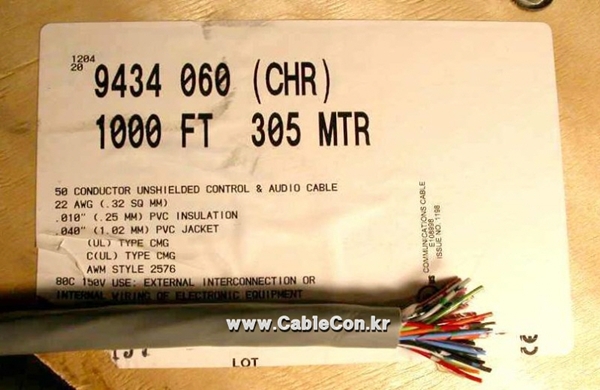 1204
20
9434 060 (CHR)
1000 FT 305 MTR
50 CONDUCTOR UNSHIELDED CONTROL & AUDIO CABLE
22 AWG (.32 SQ MM)
.010" (.25 MM) PVC INSULATION
.040" (1.02 MM) PVC JACKET
(UL) TYPE CMG
C(UL) TYPE CMG
AWM STYLE 2576
80C 150V USE: EXTERNAL INTERCONNECTION OR
INTERNAL WIRING OF ELECTRONIC EQUIPMENT
COMMUNICATIONS CABLE
E108998
ISSUE NO. 1198
www.CableCon.kr
CE
LOT